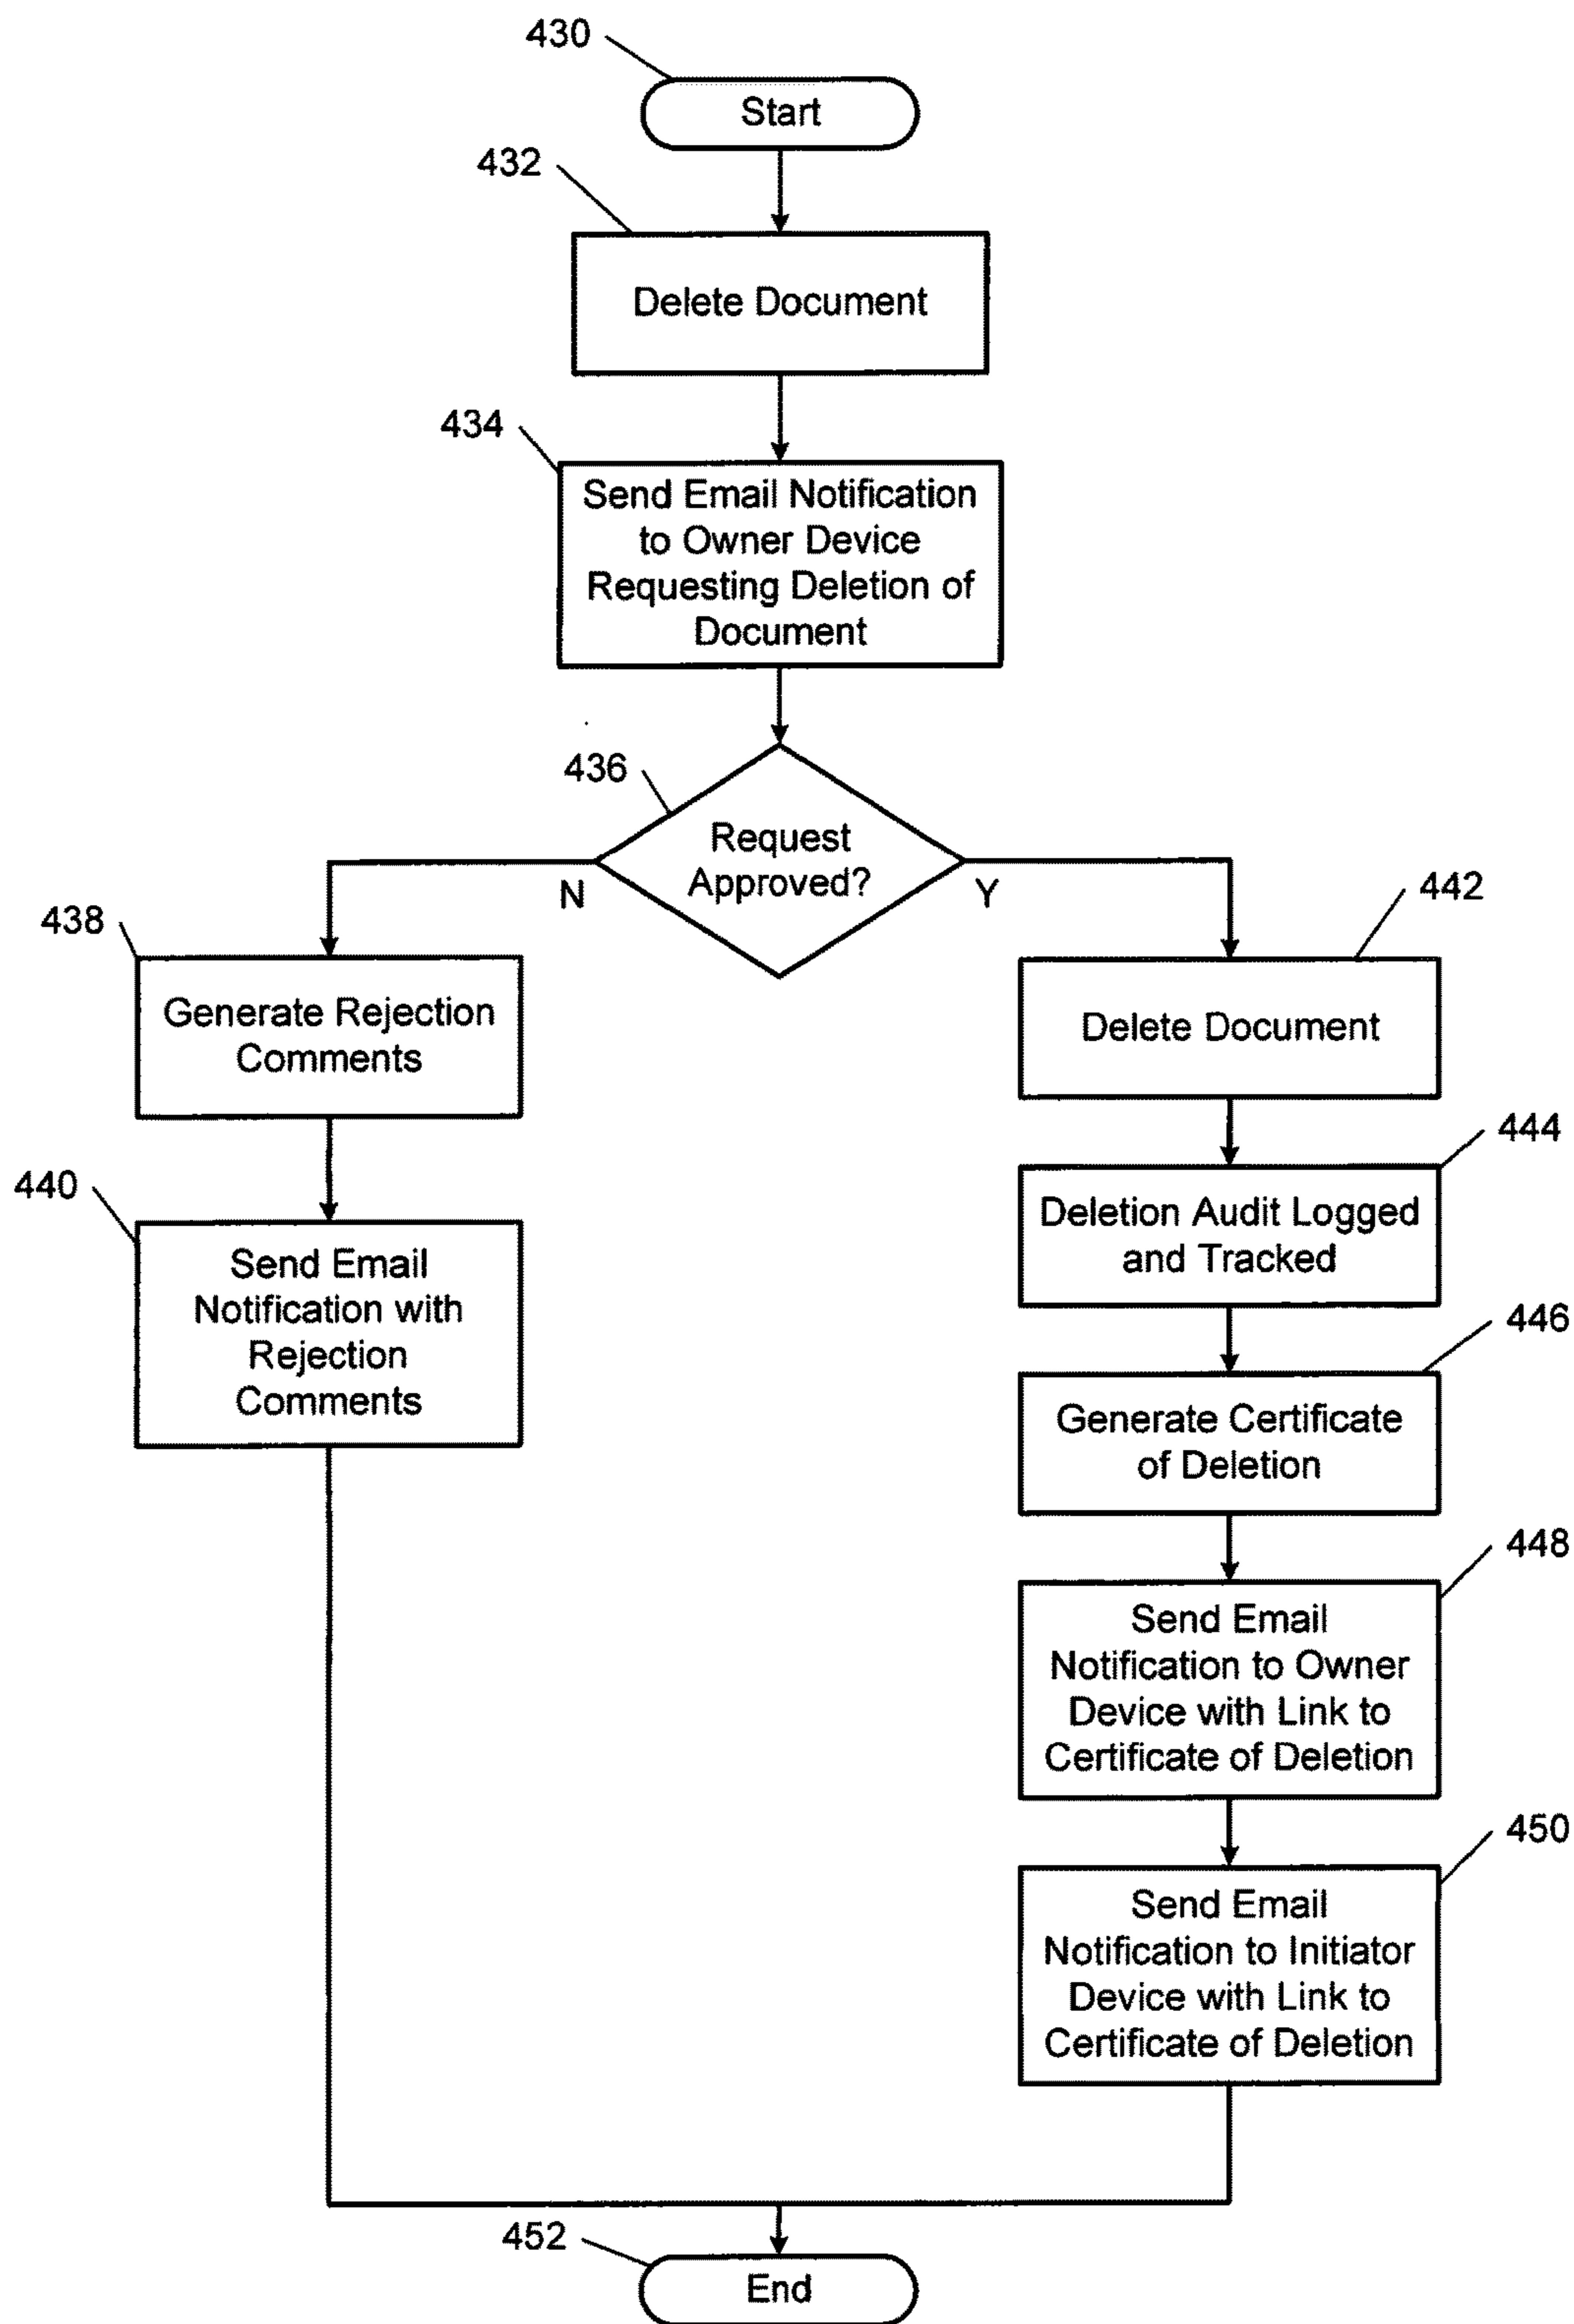 430
Start
432
Delete Document
434
Send Email Notification
to Owner Device
Requesting Deletion of
Document
436
Request
Approved?
N
Y
438
Generate Rejection
Comments
440
Send Email
Notification with
Rejection
Comments
442
Delete Document
444
Deletion Audit Logged
and Tracked
446
Generate Certificate
of Deletion
448
Send Email
Notification to Owner
Device with Link to
Certificate of Deletion
450
Send Email
Notification to Initiator
Device with Link to
Certificate of Deletion
452
End